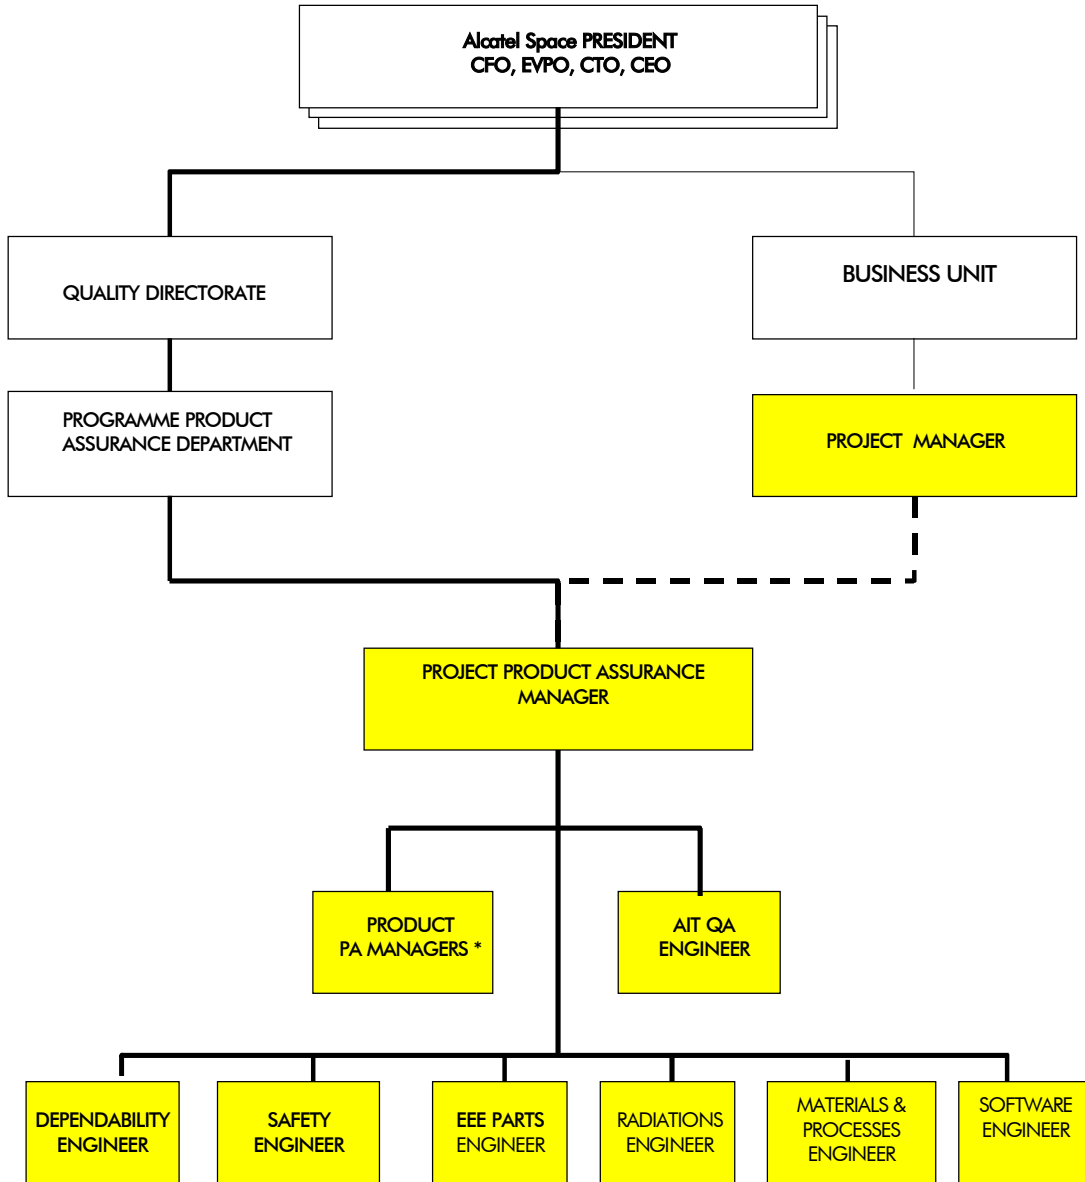 Alcatel Space PRESIDENT
CFO, EVPO, CTO, CEO
QUALITY DIRECTORATE
BUSINESS UNIT
PROGRAMME PRODUCT
ASSURANCE DEPARTMENT
PROJECT MANAGER
PROJECT PRODUCT ASSURANCE
MANAGER
PRODUCT
PA MANAGERS *
AIT QA
ENGINEER
DEPENDABILITY
ENGINEER
SAFETY
ENGINEER
EEE PARTS
ENGINEER
RADIATIONS
ENGINEER
MATERIALS &
PROCESSES
ENGINEER
SOFTWARE
ENGINEER